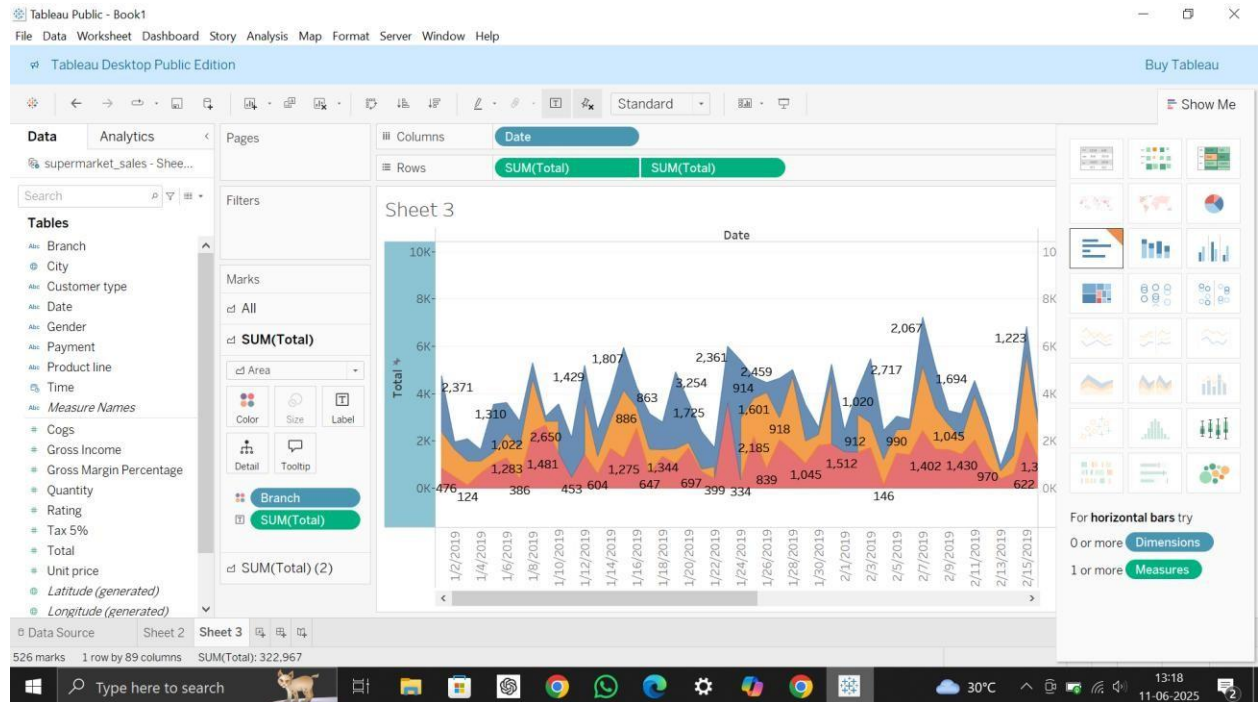 Tableau Public - Book1
File Data Worksheet Dashboard Story Analysis Map Format Server Window Help
Tableau Desktop Public Edition
Buy Tableau
Standard
Show Me
Data Analytics
supermarket_sales - Shee...
Search
Tables
Abc Branch
City
Abc Customer type
Abc Date
Abc Gender
Abc Payment
Abc Product line
Time
Abc Measure Names
# Cogs
# Gross Income
# Gross Margin Percentage
# Quantity
# Rating
# Tax 5%
# Total
# Unit price
Latitude (generated)
Longitude (generated)
Pages
Filters
Marks
All
SUM(Total)
Area
Color Size Label
Detail Tooltip
Branch
SUM(Total)
SUM(Total) (2)
Columns Date
Rows SUM(Total) SUM(Total)
Sheet 3
Date
Total
10K
8K
6K
4K
2K
0K
2,067
1,223
1,807 2,361
2,371 1,429 2,459 2,717
3,254 914 1,694
863
1,310 886 1,725 1,601 1,020
918
1,022 2,650 2,185 912 990 1,045
1,283 1,481 1,275 1,344 1,512 1,402 1,430
839 1,045 970 1,3
476 386 453 604 647 697 399 334 622
124 146
10
8K
6K
4K
2K
0K
1/2/2019
1/4/2019
1/6/2019
1/8/2019
1/10/2019
1/12/2019
1/14/2019
1/16/2019
1/18/2019
1/20/2019
1/22/2019
1/24/2019
1/26/2019
1/28/2019
1/30/2019
2/1/2019
2/3/2019
2/5/2019
2/7/2019
2/9/2019
2/11/2019
2/13/2019
2/15/2019
For horizontal bars try
0 or more Dimensions
1 or more Measures
Data Source Sheet 2 Sheet 3
526 marks 1 row by 89 columns SUM(Total): 322,967
Type here to search
30°C
13:18
11-06-2025
2